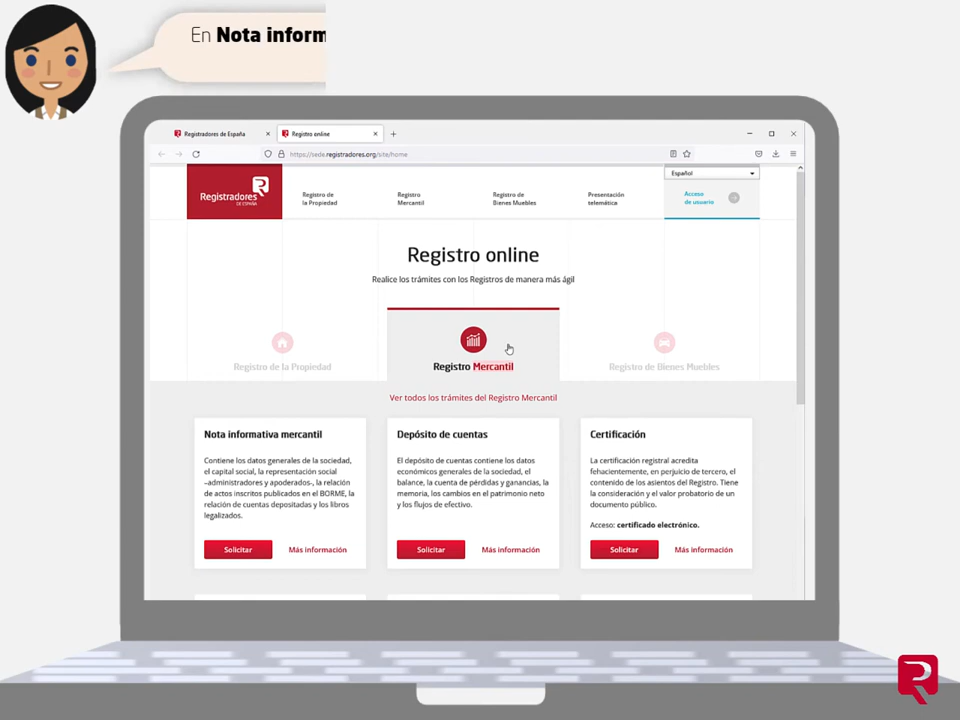 En Nota inform
Registradores de España
Registro online
https://sede.registradores.org/site/home
Registradores
DE ESPAÑA
Registro de
la Propiedad
Registro
Mercantil
Registro de
Bienes Muebles
Presentación
telemática
Español
Acceso
de usuario
Registro online
Realice los trámites con los Registros de manera más ágil
Registro de la Propiedad
Registro Mercantil
Registro de Bienes Muebles
Ver todos los trámites del Registro Mercantil
Nota informativa mercantil
Contiene los datos generales de la sociedad,
el capital social, la representación social
–administradores y apoderados–, la relación
de actos inscritos publicados en el BORME, la
relación de cuentas depositadas y los libros
legalizados.
Solicitar
Más información
Depósito de cuentas
El depósito de cuentas contiene los datos
económicos generales de la sociedad, el
balance, la cuenta de pérdidas y ganancias, la
memoria, los cambios en el patrimonio neto
y los flujos de efectivo.
Solicitar
Más información
Certificación
La certificación registral acredita
fehacientemente, en perjuicio de tercero, el
contenido de los asientos del Registro. Tiene
la consideración y el valor probatorio de un
documento público.
Acceso: certificado electrónico.
Solicitar
Más información